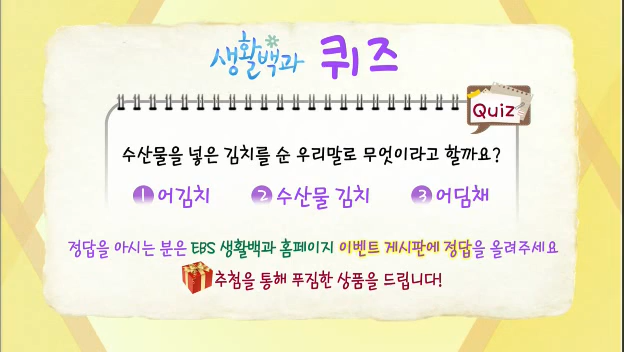 생활백과 퀴즈
Quiz
수산물을 넣은 김치를 순 우리말로 무엇이라고 할까요?
1 어김치 2 수산물 김치 3 어딤채
정답을 아시는 분은 EBS 생활백과 홈페이지 이벤트 게시판에 정답을 올려주세요
추첨을 통해 푸짐한 상품을 드립니다!